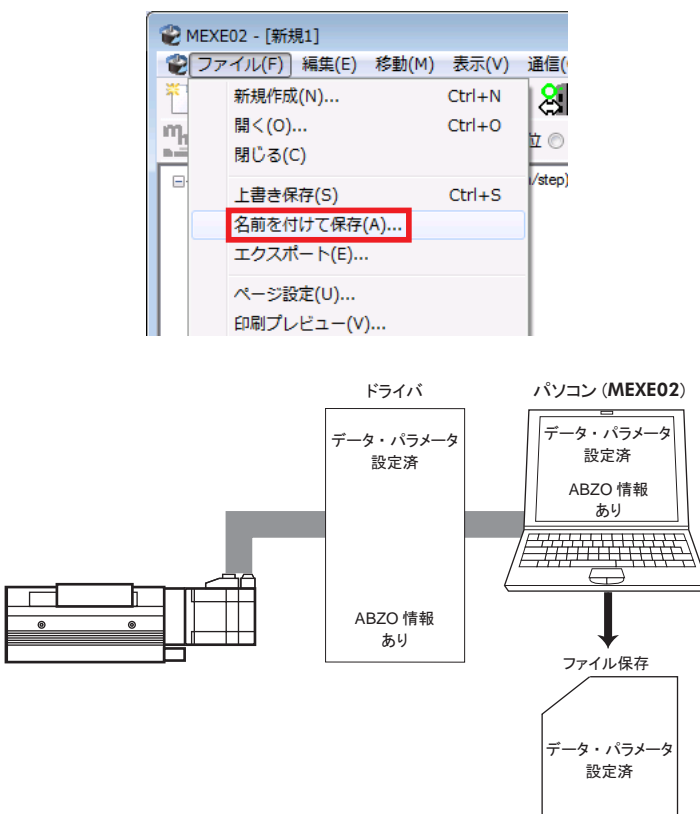 MEXE02 - [新規1]
ファイル(F) 編集(E) 移動(M) 表示(V) 通信(
新規作成(N)... Ctrl+N
開く(O)... Ctrl+O
閉じる(C)
位
/step)
上書き保存(S) Ctrl+S
名前を付けて保存(A)...
エクスポート(E)...
ページ設定(U)...
印刷プレビュー(V)...
ドライバ
データ・パラメータ
設定済
ABZO 情報
あり
パソコン(MEXE02)
データ・パラメータ
設定済
ABZO 情報
あり
ファイル保存
データ・パラメータ
設定済